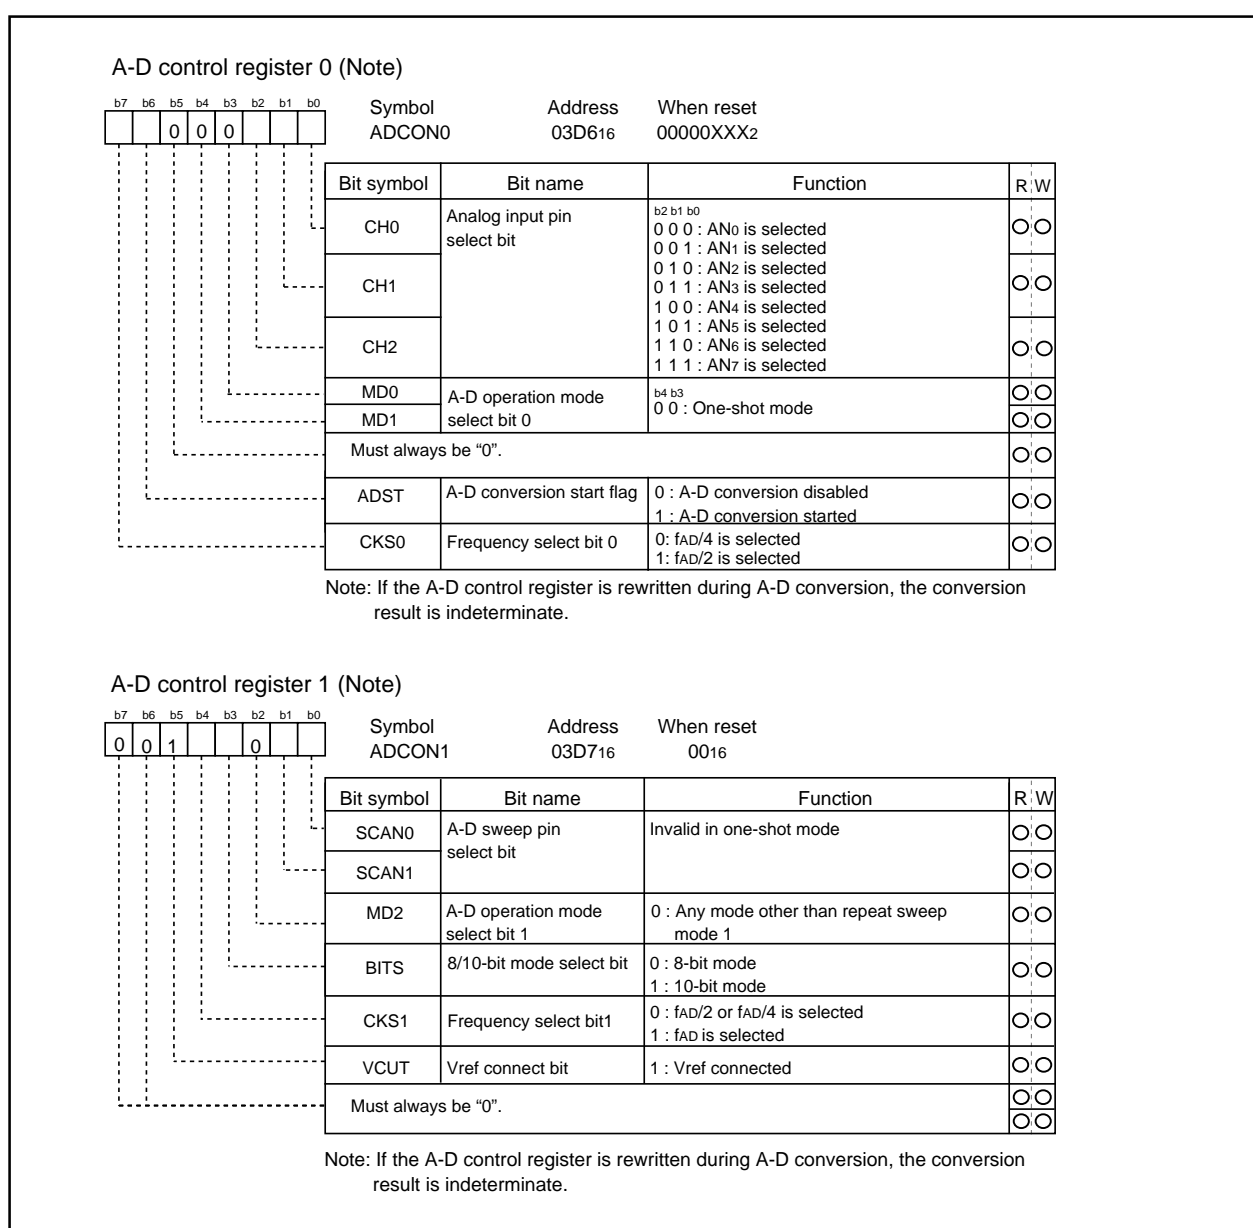 A-D control register 0 (Note)
b7 b6 b5 b4 b3 b2 b1 b0
0 0 0
Symbol Address When reset
ADCON0 03D616 00000XXX2
Bit symbol Bit name Function R W
CH0 Analog input pin select bit
b2 b1 b0
0 0 0 : AN0 is selected
0 0 1 : AN1 is selected
0 1 0 : AN2 is selected
CH1
0 1 1 : AN3 is selected
1 0 0 : AN4 is selected
1 0 1 : AN5 is selected
CH2
1 1 0 : AN6 is selected
1 1 1 : AN7 is selected
MD0 A-D operation mode
b4 b3
0 0 : One-shot mode
MD1 select bit 0
Must always be “0”.
ADST A-D conversion start flag 0 : A-D conversion disabled
1 : A-D conversion started
CKS0 Frequency select bit 0 0: fAD/4 is selected
1: fAD/2 is selected
Note: If the A-D control register is rewritten during A-D conversion, the conversion
result is indeterminate.
A-D control register 1 (Note)
b7 b6 b5 b4 b3 b2 b1 b0
0 0 1 0
Symbol Address When reset
ADCON1 03D716 0016
Bit symbol Bit name Function R W
SCAN0 A-D sweep pin Invalid in one-shot mode
select bit
SCAN1
MD2 A-D operation mode 0 : Any mode other than repeat sweep
select bit 1 mode 1
BITS 8/10-bit mode select bit 0 : 8-bit mode
1 : 10-bit mode
CKS1 Frequency select bit1 0 : fAD/2 or fAD/4 is selected
1 : fAD is selected
VCUT Vref connect bit 1 : Vref connected
Must always be “0”.
Note: If the A-D control register is rewritten during A-D conversion, the conversion
result is indeterminate.